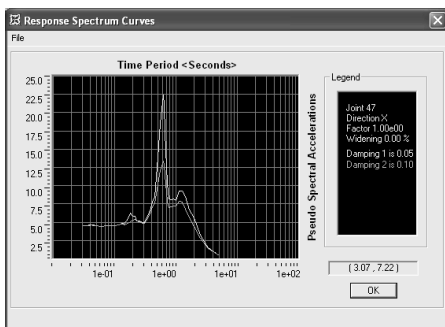 Response Spectrum Curves
File
Time Period <Seconds>
25.0
22.5
20.0
17.5
15.0
12.5
10.0
7.5
5.0
2.5
1e-01
1e+00
1e+01
1e+02
Pseudo Spectral Accelerations
Legend
Joint 47
Direction X
Factor 1.00e00
Widening 0.00 %
Damping 1 is 0.05
Damping 2 is 0.10
( 3.07 , 7.22 )
OK